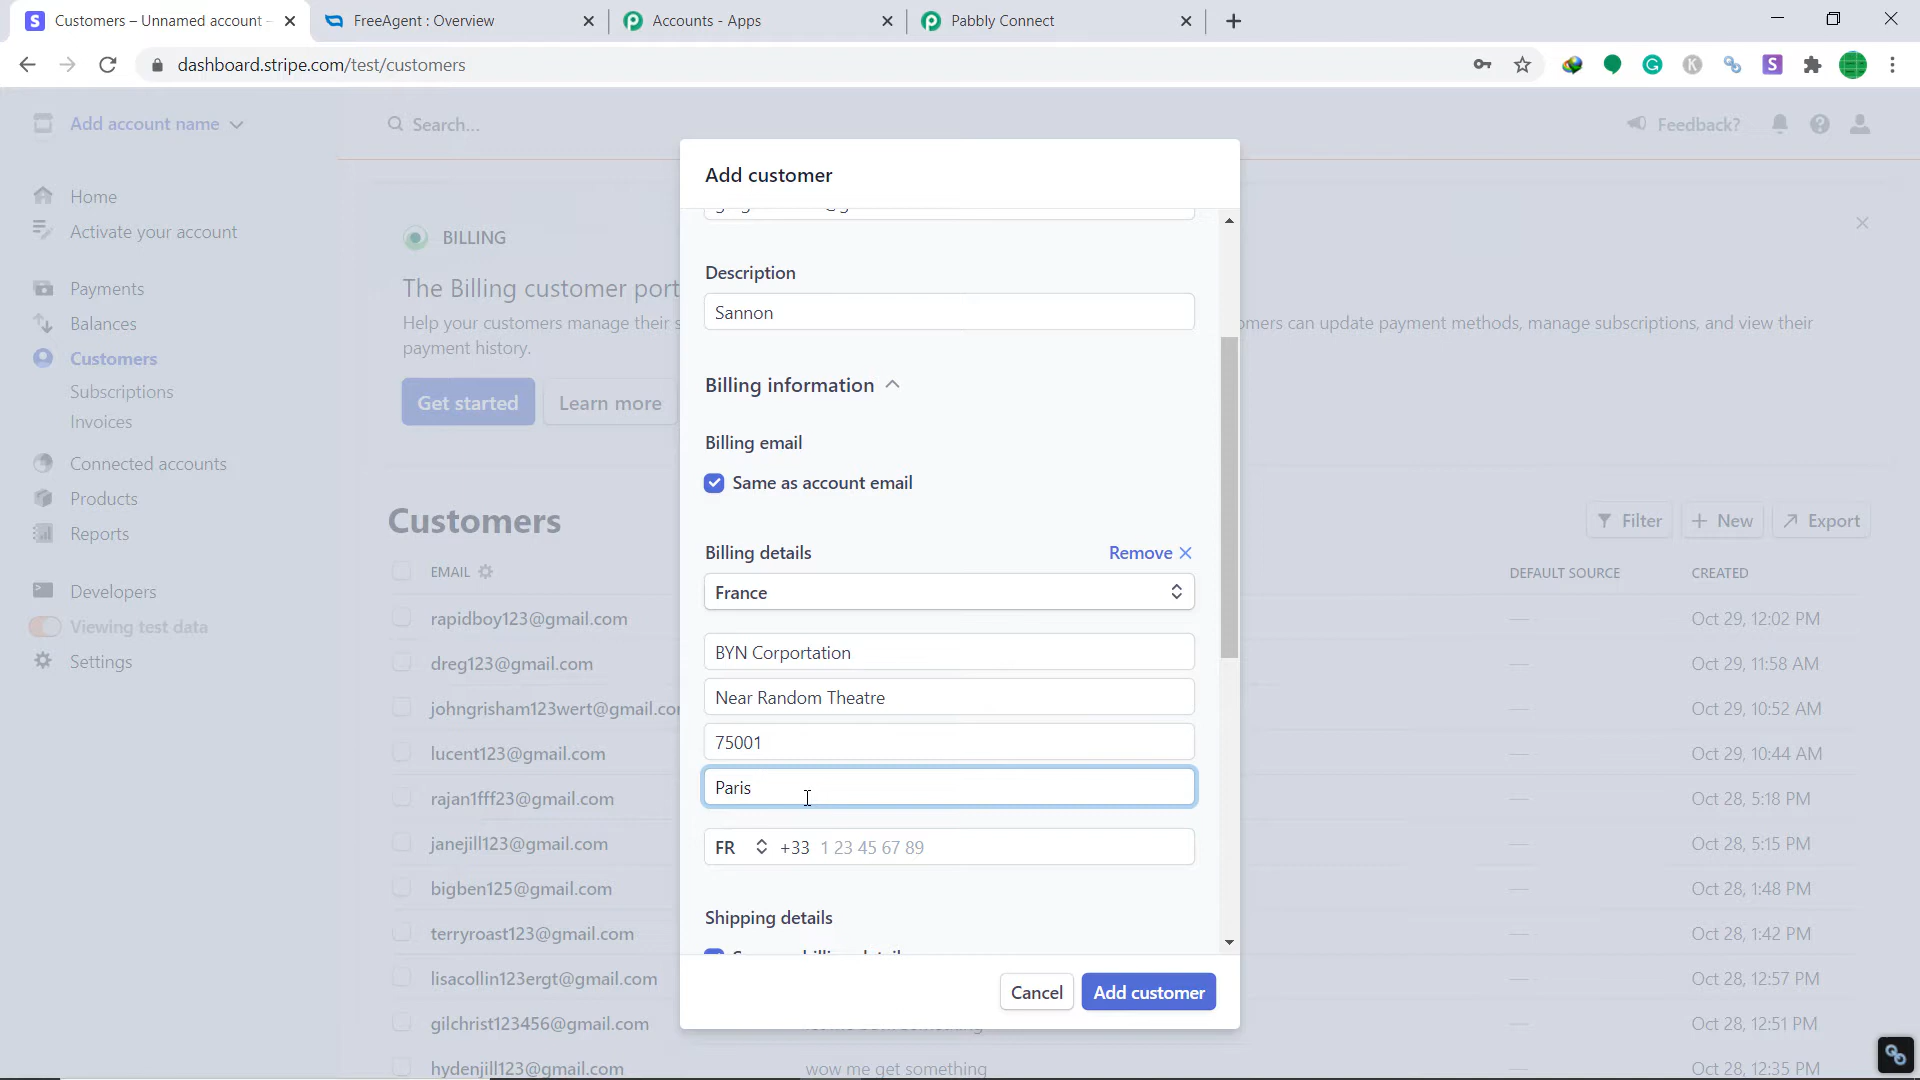 Customers – Unnamed account –
FreeAgent : Overview
Accounts - Apps
Pabbly Connect
dashboard.stripe.com/test/customers
Add account name
Search...
Feedback?
Add customer
Home
Activate your account
BILLING
The Billing customer port
Help your customers manage their s
omers can update payment methods, manage subscriptions, and view their
payment history.
Get started
Learn more
Payments
Balances
Customers
Subscriptions
Invoices
Connected accounts
Products
Reports
Developers
Viewing test data
Settings
Description
Sannon
Billing information
Billing email
Same as account email
Billing details
Remove
France
BYN Corportation
Near Random Theatre
75001
Paris
FR +33 1 23 45 67 89
Shipping details
Cancel
Add customer
Customers
Filter
New
Export
EMAIL
DEFAULT SOURCE
CREATED
rapidboy123@gmail.com
—
Oct 29, 12:02 PM
dreg123@gmail.com
—
Oct 29, 11:58 AM
johngrisham123wert@gmail.co
—
Oct 29, 10:52 AM
lucent123@gmail.com
—
Oct 29, 10:44 AM
rajan1fff23@gmail.com
—
Oct 28, 5:18 PM
janejill123@gmail.com
—
Oct 28, 5:15 PM
bigben125@gmail.com
—
Oct 28, 1:48 PM
terryroast123@gmail.com
—
Oct 28, 1:42 PM
lisacollin123ergt@gmail.com
—
Oct 28, 12:57 PM
gilchrist123456@gmail.com
—
Oct 28, 12:51 PM
hydenjill123@gmail.com
wow me get something
—
Oct 28, 12:35 PM